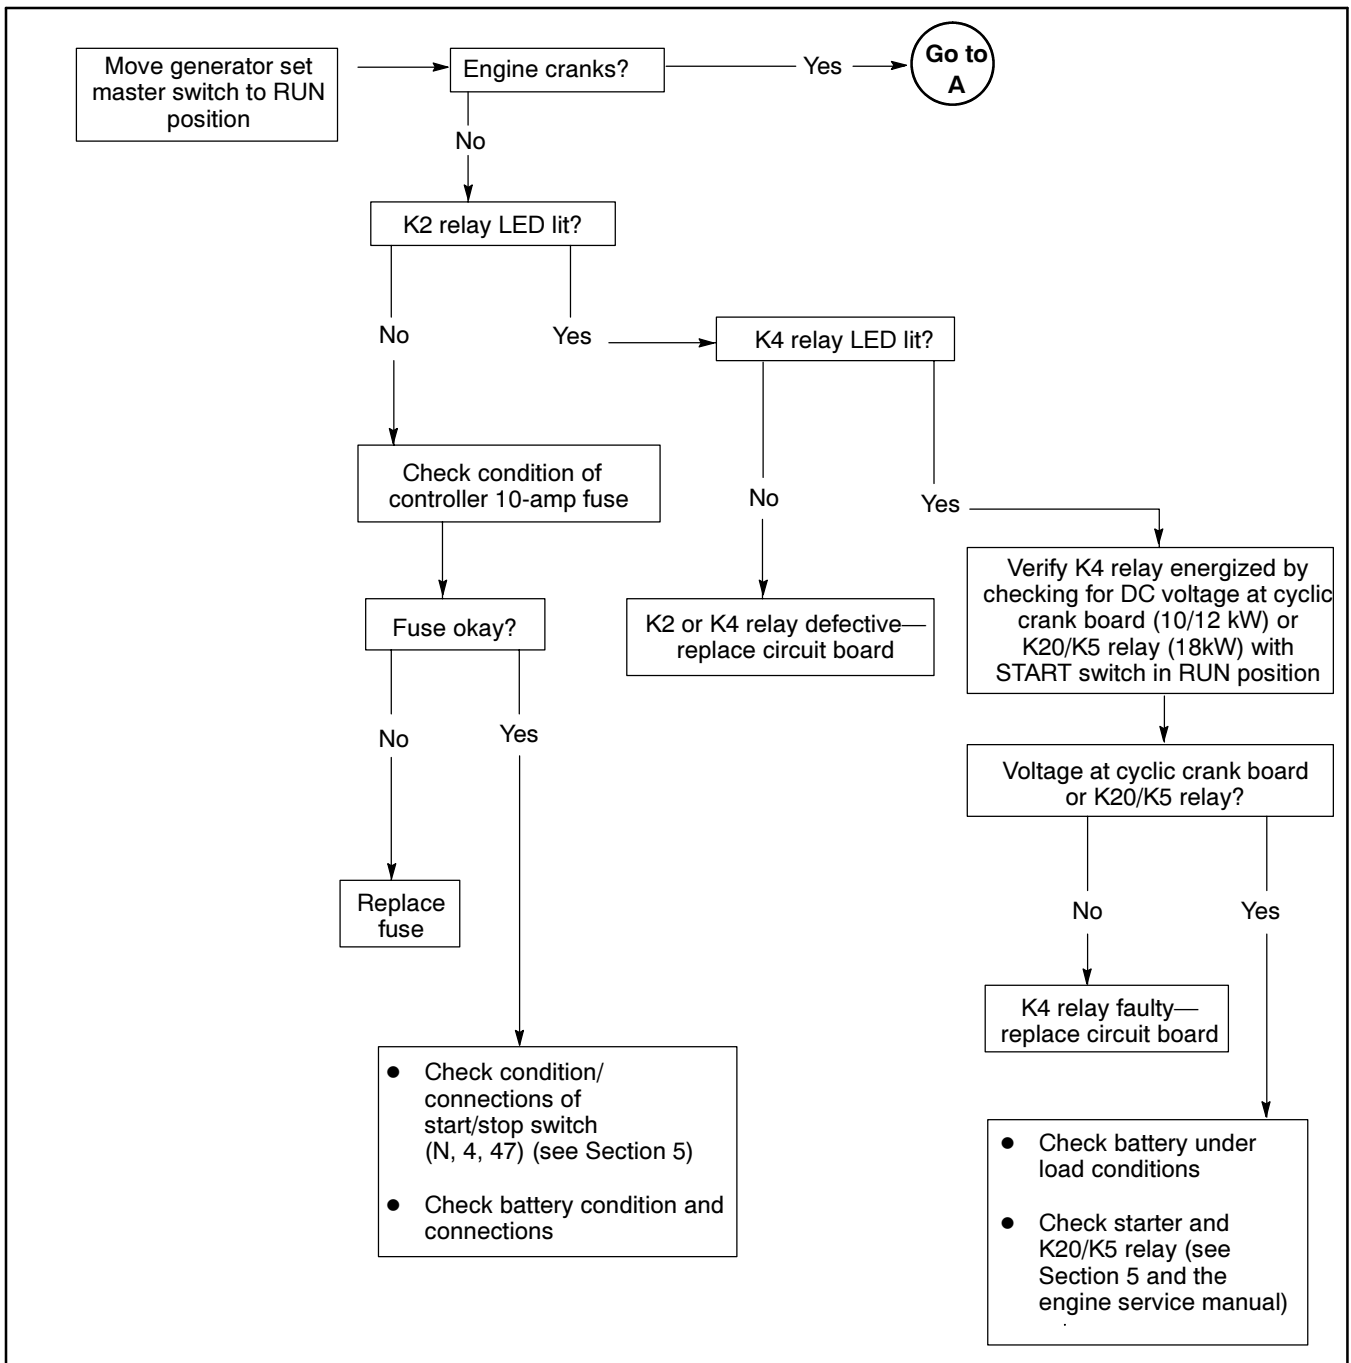 Move generator set
master switch to RUN
position
Engine cranks?
Yes
Go to
A
No
K2 relay LED lit?
No
Yes
K4 relay LED lit?
Check condition of
controller 10-amp fuse
No
Yes
Verify K4 relay energized by
checking for DC voltage at cyclic
crank board (10/12 kW) or
K20/K5 relay (18kW) with
START switch in RUN position
Fuse okay?
K2 or K4 relay defective—
replace circuit board
No
Yes
Voltage at cyclic crank board
or K20/K5 relay?
Replace
fuse
No
Yes
K4 relay faulty—
replace circuit board
● Check condition/
connections of
start/stop switch
(N, 4, 47) (see Section 5)
● Check battery condition and
connections
● Check battery under
load conditions
● Check starter and
K20/K5 relay (see
Section 5 and the
engine service manual)